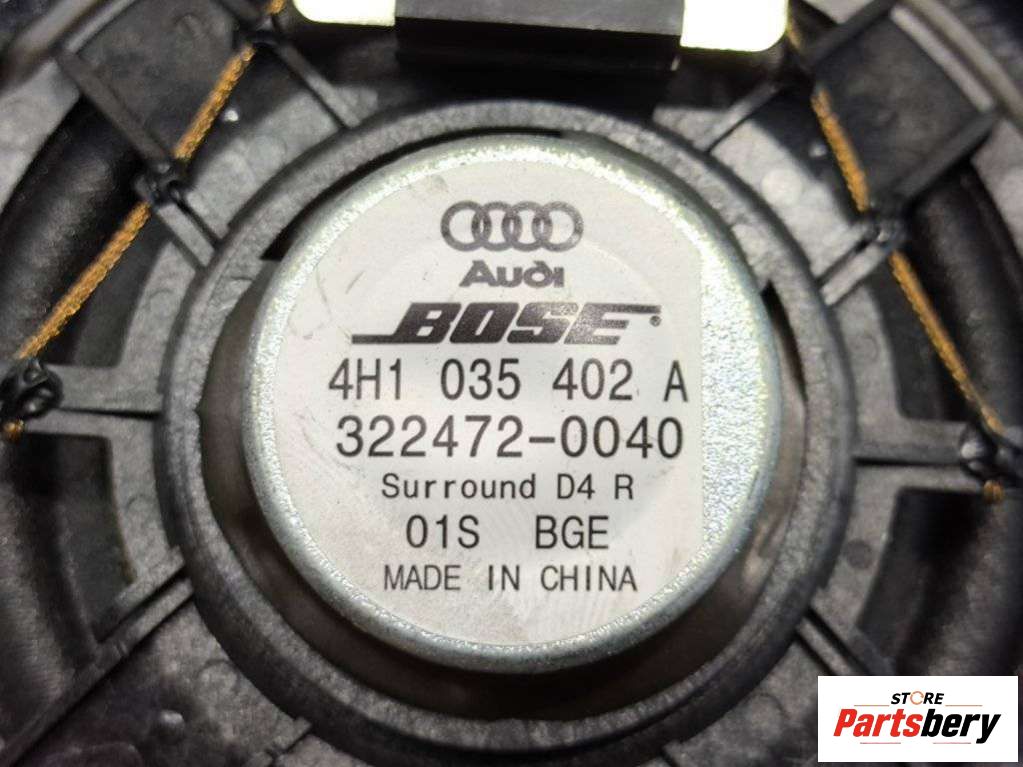 Audi
BOSE®
4H1 035 402 A
322472-0040
Surround D4 R
01S BGE
MADE IN CHINA
STORE
Partsbery